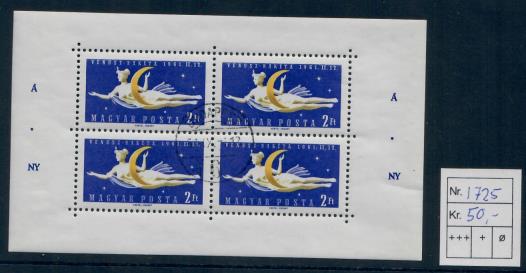 VENUSZ-RAKÉTA 1961.II.12.
2Ft
MAGYAR POSTA
VENUSZ-RAKÉTA 1961.II.12.
2Ft
MAGYAR POSTA
Á
Á
VENUSZ-RAKÉTA 1961.II.12.
2Ft
MAGYAR POSTA
VENUSZ-RAKÉTA 1961.II.12.
2Ft
MAGYAR POSTA
NY
NY
Nr. 1725
Kr. 50,-
+++ + Ø